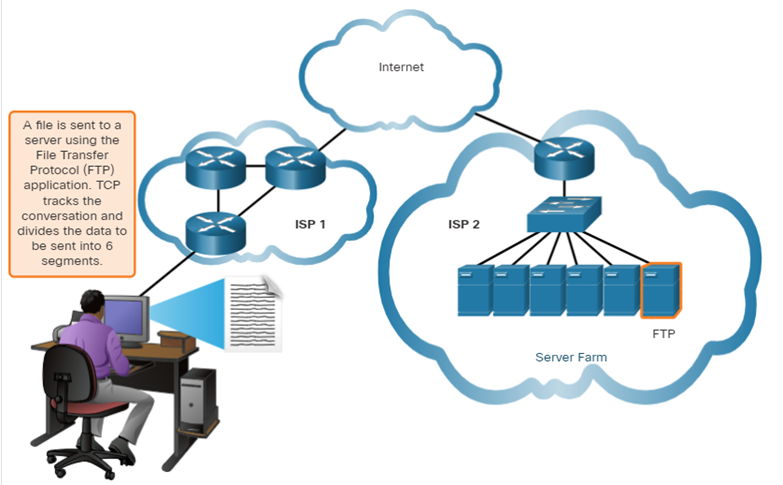 Internet
A file is sent to a
server using the
File Transfer
Protocol (FTP)
application. TCP
tracks the
conversation and
divides the data to
be sent into 6
segments.
ISP 1
ISP 2
FTP
Server Farm